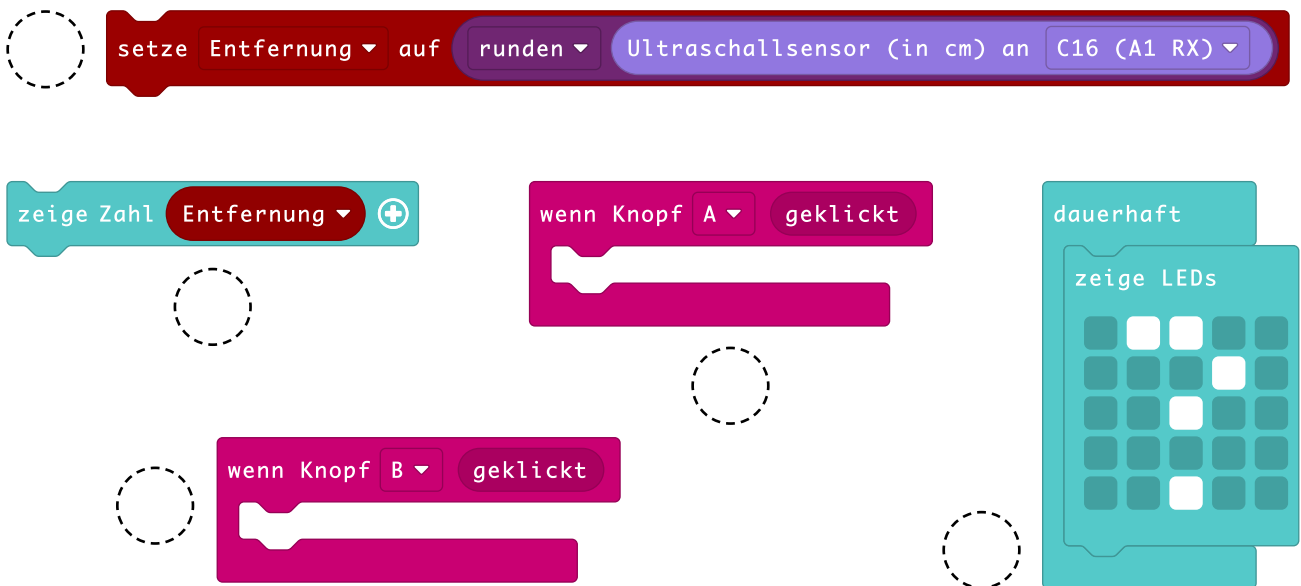 setze Entfernung auf runden Ultraschallsensor (in cm) an C16 (A1 RX)
zeige Zahl Entfernung
wenn Knopf A geklickt
dauerhaft
zeige LEDs
wenn Knopf B geklickt